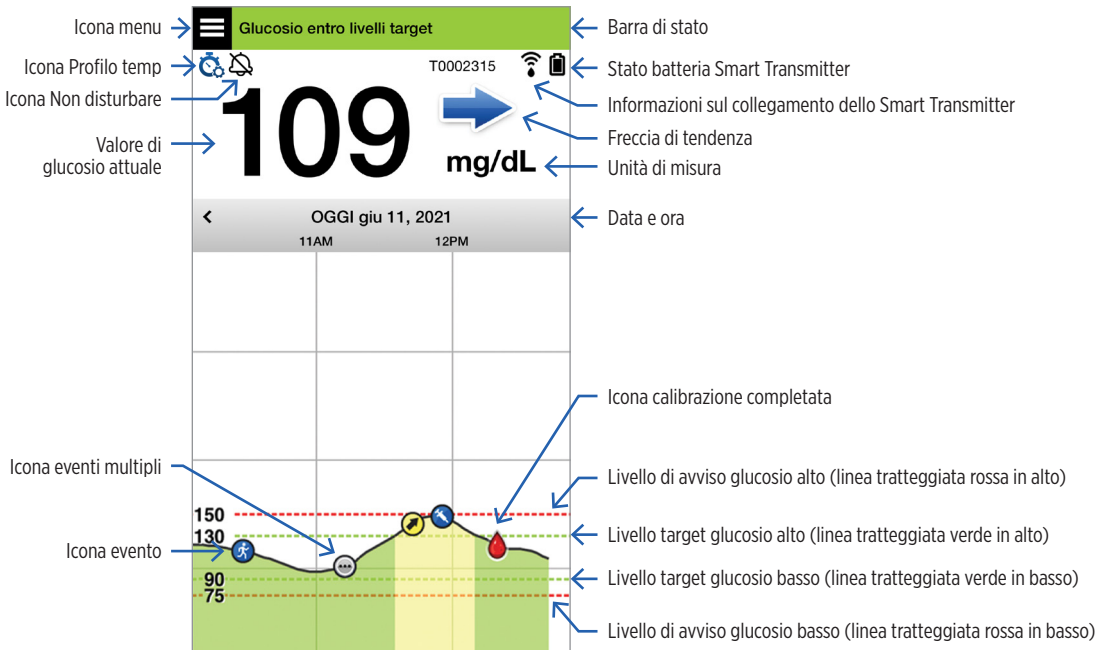 Icona menu
Glucosio entro livelli target
Barra di stato
Icona Profilo temp
T0002315
Stato batteria Smart Transmitter
Icona Non disturbare
Informazioni sul collegamento dello Smart Transmitter
109
Freccia di tendenza
Valore di
glucosio attuale
mg/dL
Unità di misura
OGGI giu 11, 2021
Data e ora
11AM
12PM
Icona calibrazione completata
Icona eventi multipli
Livello di avviso glucosio alto (linea tratteggiata rossa in alto)
150
130
Livello target glucosio alto (linea tratteggiata verde in alto)
Icona evento
90
Livello target glucosio basso (linea tratteggiata verde in basso)
75
Livello di avviso glucosio basso (linea tratteggiata rossa in basso)